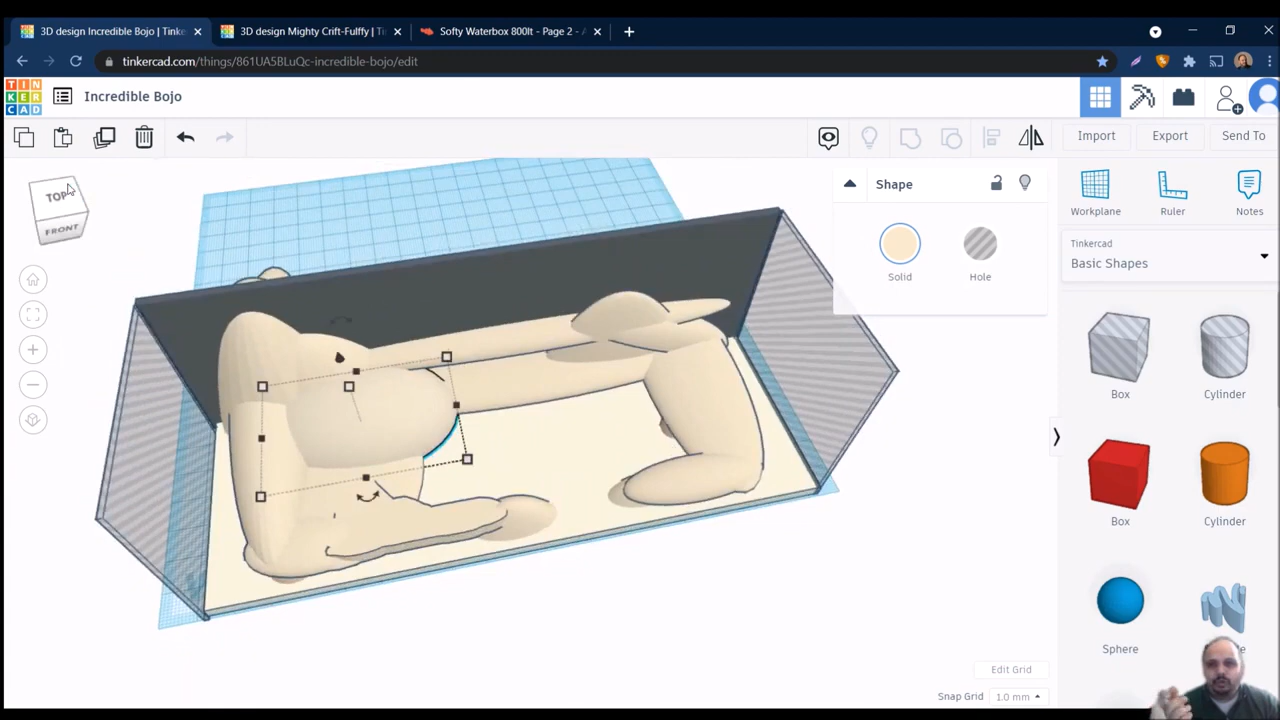 3D design Incredible Bojo | Tinke
3D design Mighty Crift-Fulffy | Ti
Softy Waterbox 800lt - Page 2 - A
tinkercad.com/things/861UA5BLuQc-incredible-bojo/edit
TIN
KER
CAD
Incredible Bojo
Import
Export
Send To
TOP
FRONT
Shape
Solid
Hole
Workplane
Ruler
Notes
Tinkercad
Basic Shapes
Box
Cylinder
Box
Cylinder
Sphere
Edit Grid
Snap Grid
1.0 mm